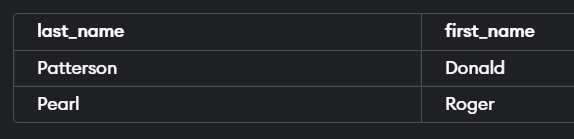 last_name first_name
Patterson Donald
Pearl Roger